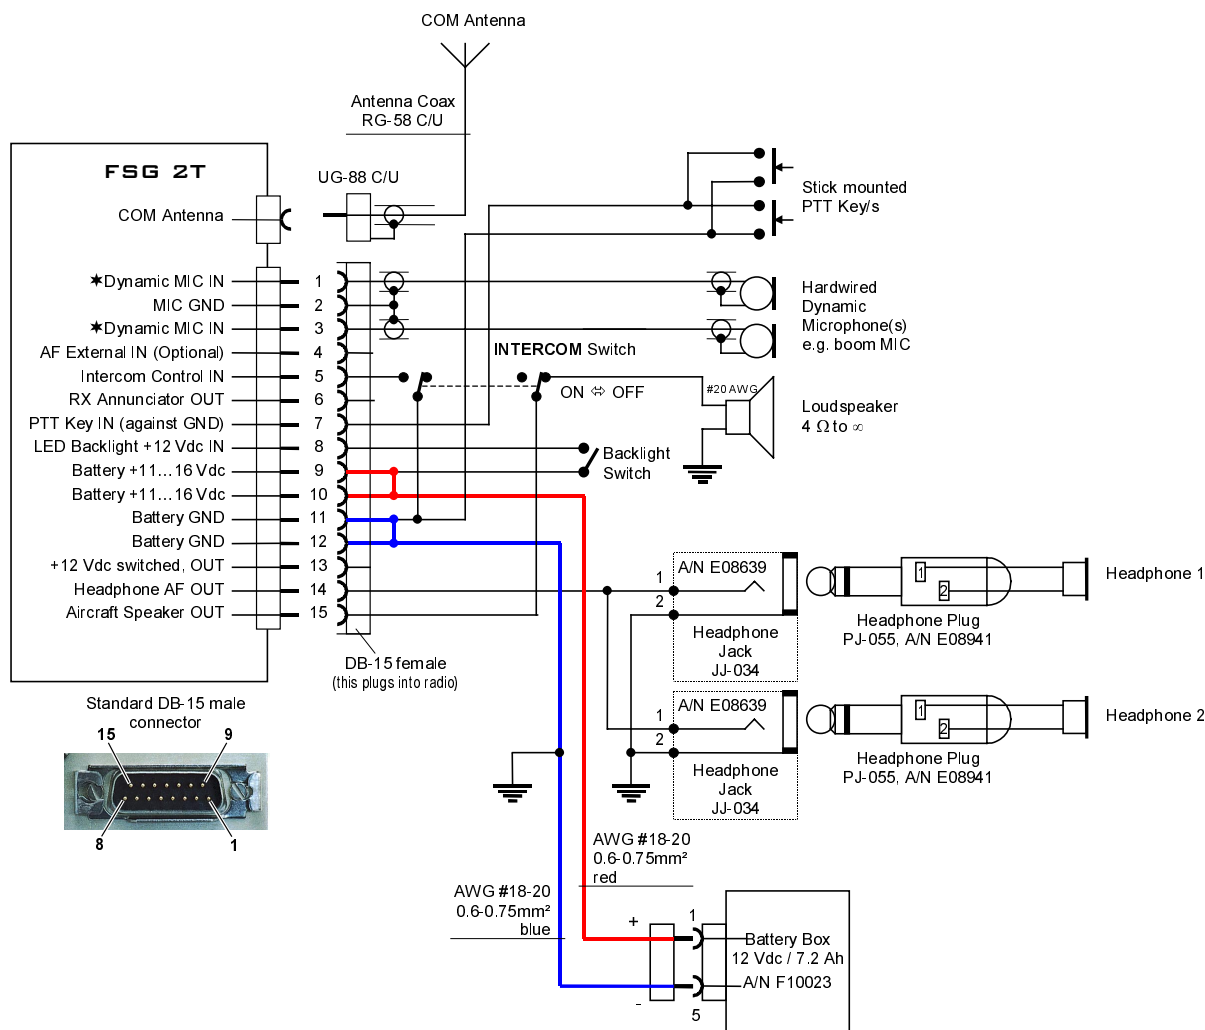 COM Antenna
Antenna Coax
RG-58 C/U
FSG 2T
UG-88 C/U
COM Antenna
Stick mounted
PTT Key/s
✶Dynamic MIC IN 1
MIC GND 2
✶Dynamic MIC IN 3
AF External IN (Optional) 4
Intercom Control IN 5
RX Annunciator OUT 6
PTT Key IN (against GND) 7
LED Backlight +12 Vdc IN 8
Battery +11...16 Vdc 9
Battery +11...16 Vdc 10
Battery GND 11
Battery GND 12
+12 Vdc switched, OUT 13
Headphone AF OUT 14
Aircraft Speaker OUT 15
Hardwired
Dynamic
Microphone(s)
e.g. boom MIC
INTERCOM Switch
ON ⇔ OFF
#20 AWG
Loudspeaker
4 Ω to ∞
Backlight
Switch
DB-15 female
(this plugs into radio)
1
2
A/N E08639
Headphone
Jack
JJ-034
1
2
Headphone 1
Headphone Plug
PJ-055, A/N E08941
1
2
A/N E08639
Headphone
Jack
JJ-034
1
2
Headphone 2
Headphone Plug
PJ-055, A/N E08941
Standard DB-15 male
connector
15
9
8
1
AWG #18-20
0.6-0.75mm²
red
AWG #18-20
0.6-0.75mm²
blue
+
-
1
5
Battery Box
12 Vdc / 7.2 Ah
A/N F10023